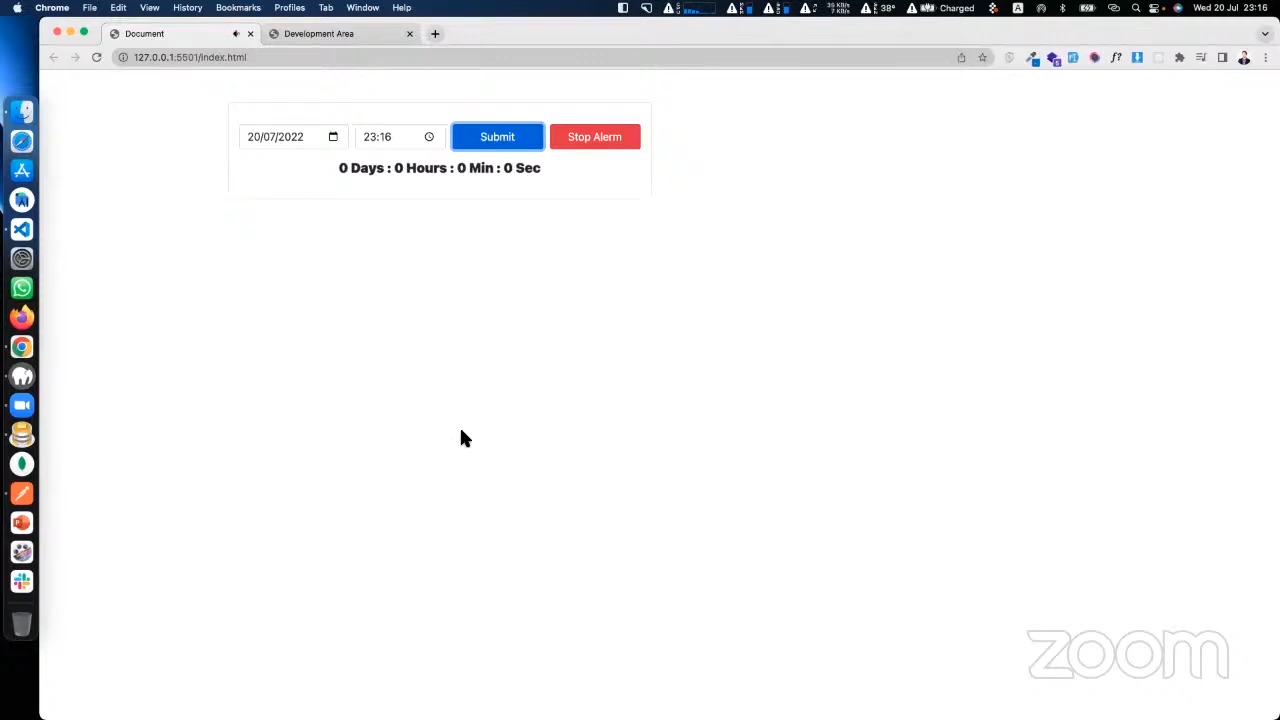 Chrome File Edit View History Bookmarks Profiles Tab Window Help Charged Wed 20 Jul 23:16
Document Development Area
127.0.0.1:5501/index.html
20/07/2022 23:16 Submit Stop Alerm
0 Days : 0 Hours : 0 Min : 0 Sec
zoom